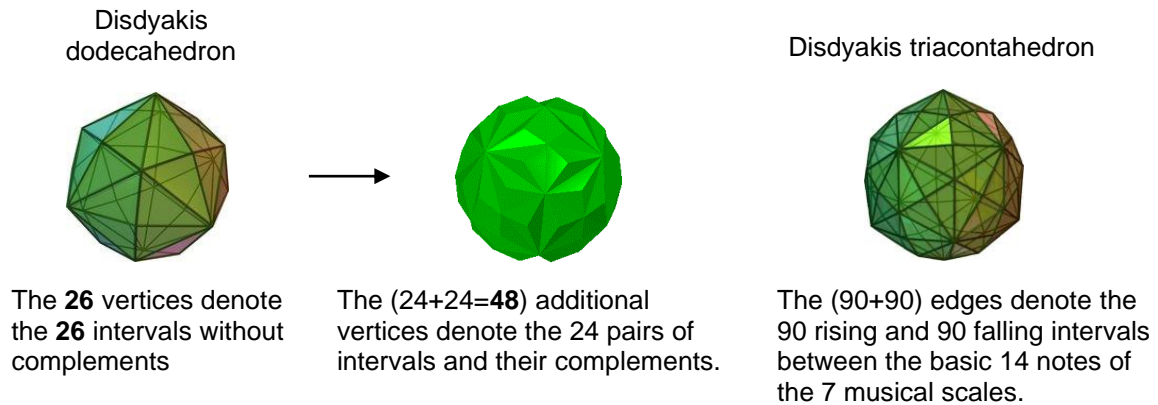 Disdyakis
dodecahedron
Disdyakis triacontahedron
The 26 vertices denote
the 26 intervals without
complements
The (24+24=48) additional
vertices denote the 24 pairs of
intervals and their complements.
The (90+90) edges denote the
90 rising and 90 falling intervals
between the basic 14 notes of
the 7 musical scales.